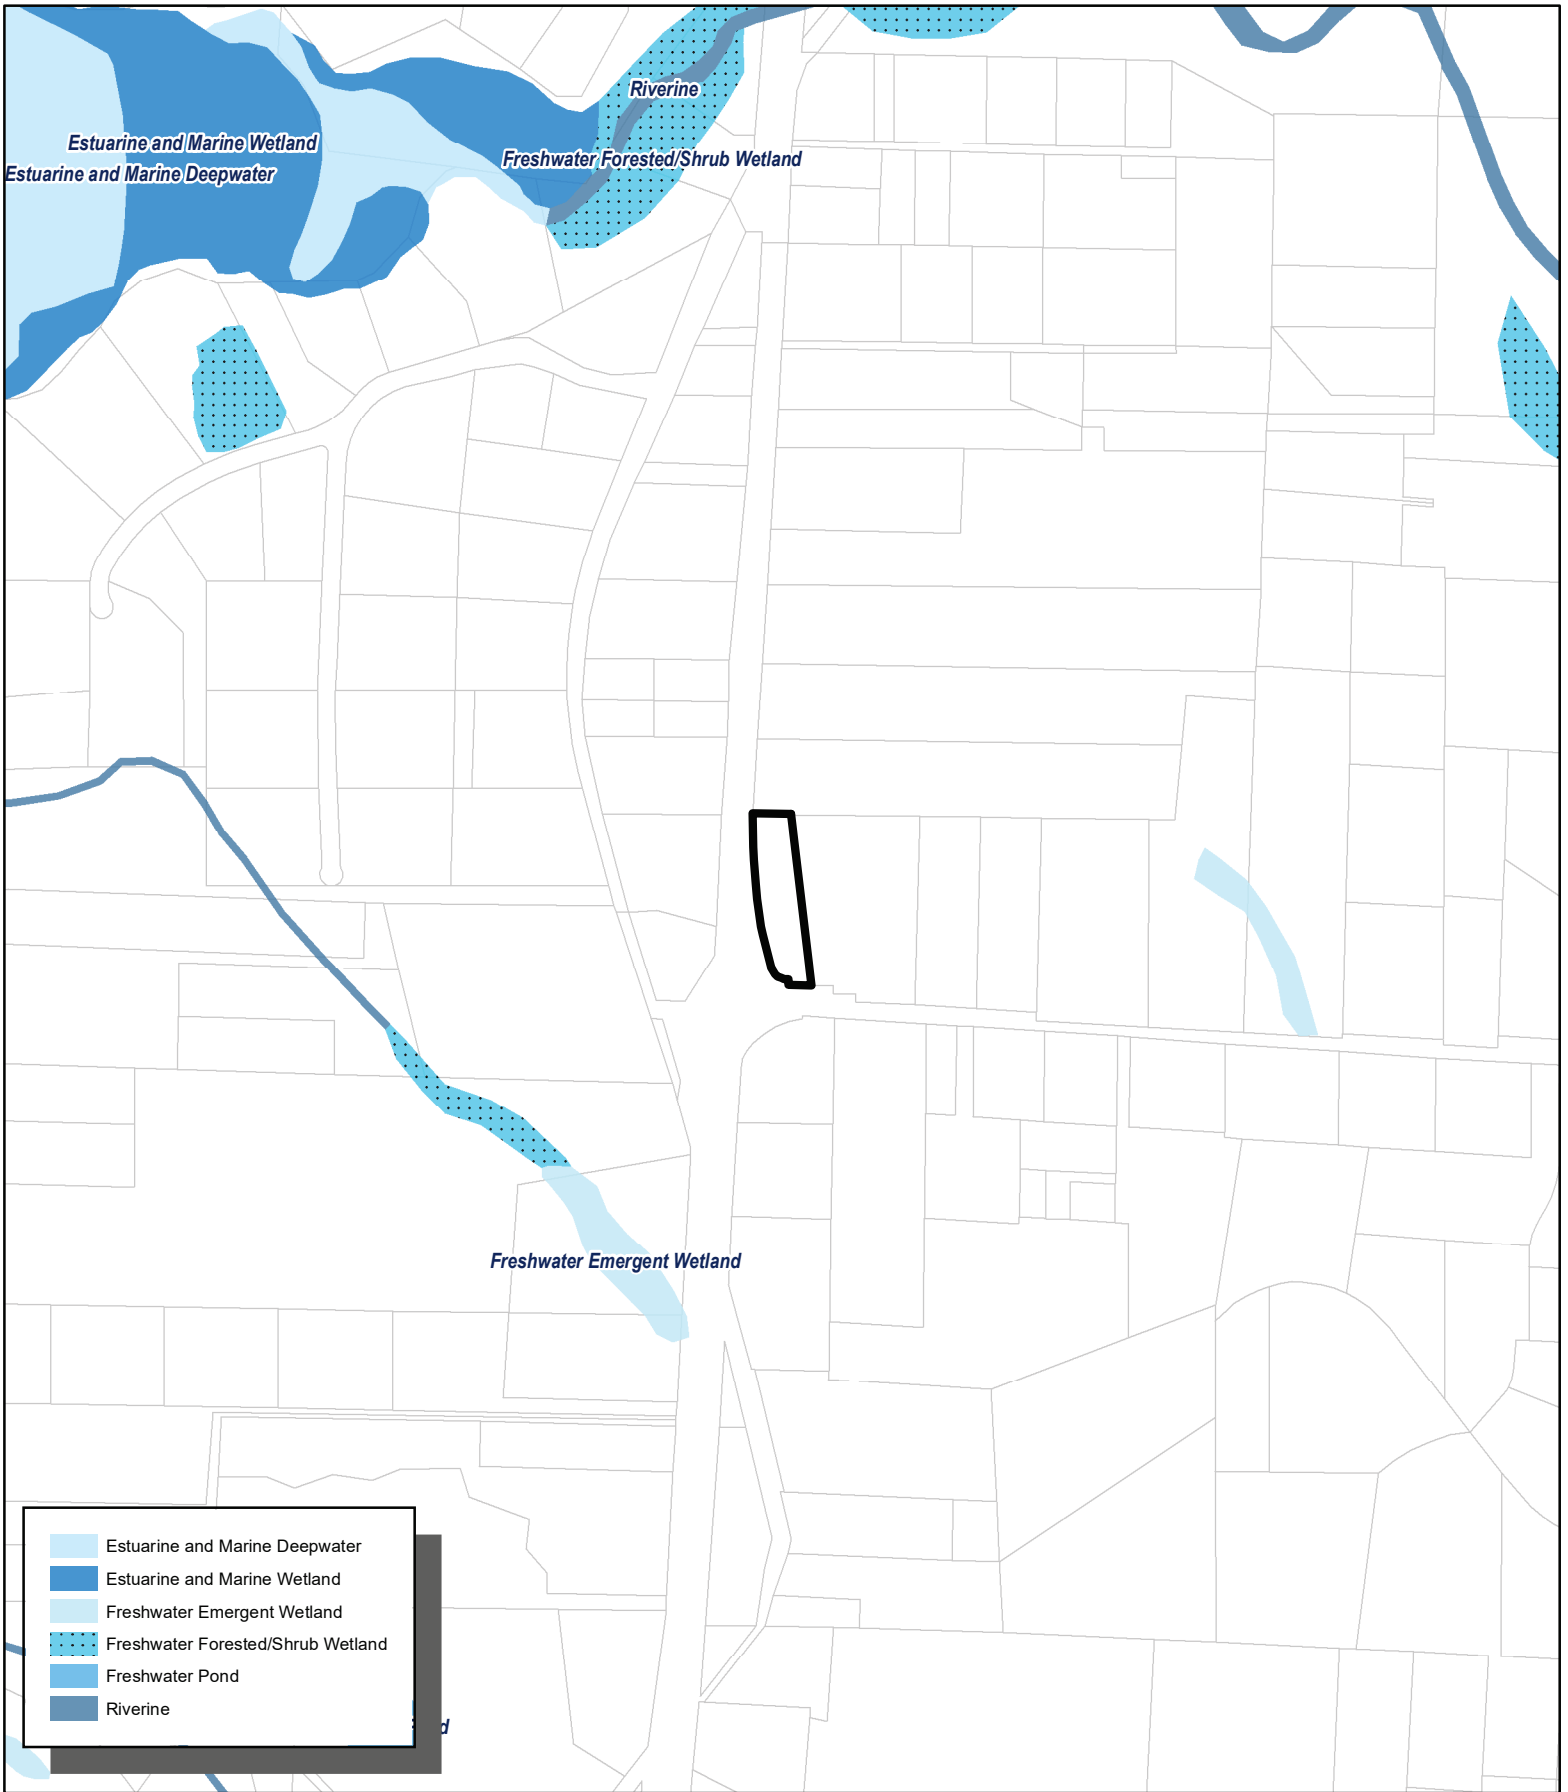 Riverine
Estuarine and Marine Wetland
Freshwater Forested/Shrub Wetland
Estuarine and Marine Deepwater
Freshwater Emergent Wetland
Estuarine and Marine Deepwater
Estuarine and Marine Wetland
Freshwater Emergent Wetland
Freshwater Forested/Shrub Wetland
Freshwater Pond
Riverine
d